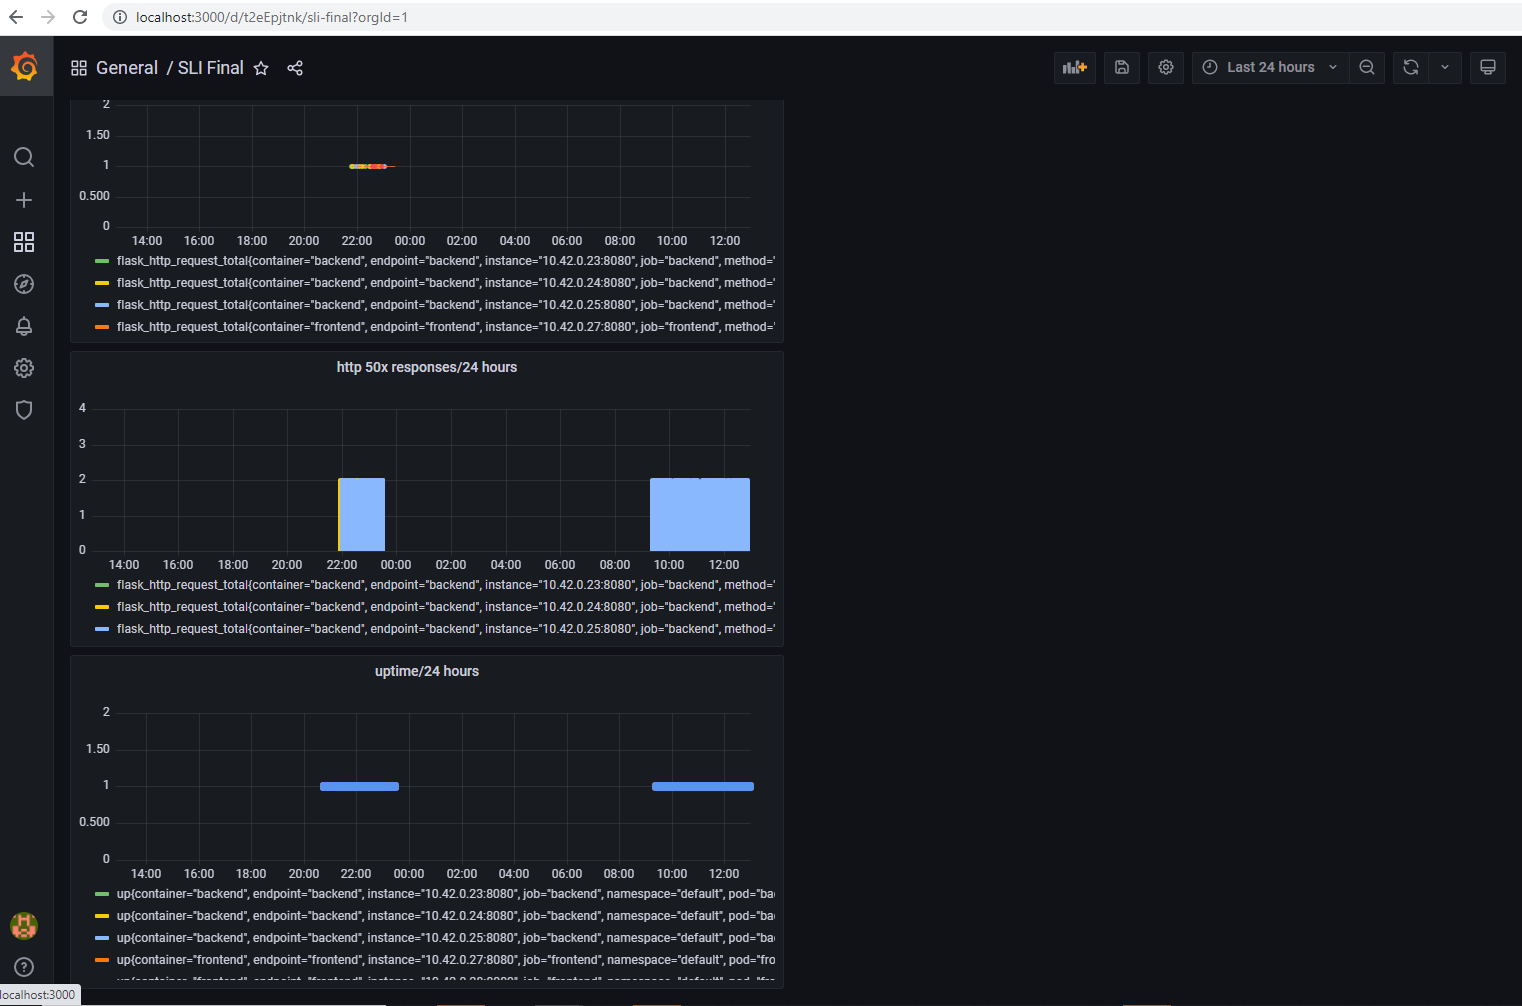 localhost:3000/d/t2eEpjtnk/sli-final?orgId=1
General / SLI Final
Last 24 hours
2
1.50
1
0.500
0
14:00 16:00 18:00 20:00 22:00 00:00 02:00 04:00 06:00 08:00 10:00 12:00
flask_http_request_total{container="backend", endpoint="backend", instance="10.42.0.23:8080", job="backend", method="
flask_http_request_total{container="backend", endpoint="backend", instance="10.42.0.24:8080", job="backend", method="
flask_http_request_total{container="backend", endpoint="backend", instance="10.42.0.25:8080", job="backend", method="
flask_http_request_total{container="frontend", endpoint="frontend", instance="10.42.0.27:8080", job="frontend", method="
http 50x responses/24 hours
4
3
2
1
0
14:00 16:00 18:00 20:00 22:00 00:00 02:00 04:00 06:00 08:00 10:00 12:00
flask_http_request_total{container="backend", endpoint="backend", instance="10.42.0.23:8080", job="backend", method="
flask_http_request_total{container="backend", endpoint="backend", instance="10.42.0.24:8080", job="backend", method="
flask_http_request_total{container="backend", endpoint="backend", instance="10.42.0.25:8080", job="backend", method="
uptime/24 hours
2
1.50
1
0.500
0
14:00 16:00 18:00 20:00 22:00 00:00 02:00 04:00 06:00 08:00 10:00 12:00
up{container="backend", endpoint="backend", instance="10.42.0.23:8080", job="backend", namespace="default", pod="ba
up{container="backend", endpoint="backend", instance="10.42.0.24:8080", job="backend", namespace="default", pod="ba
up{container="backend", endpoint="backend", instance="10.42.0.25:8080", job="backend", namespace="default", pod="ba
up{container="frontend", endpoint="frontend", instance="10.42.0.27:8080", job="frontend", namespace="default", pod="fro
localhost:3000